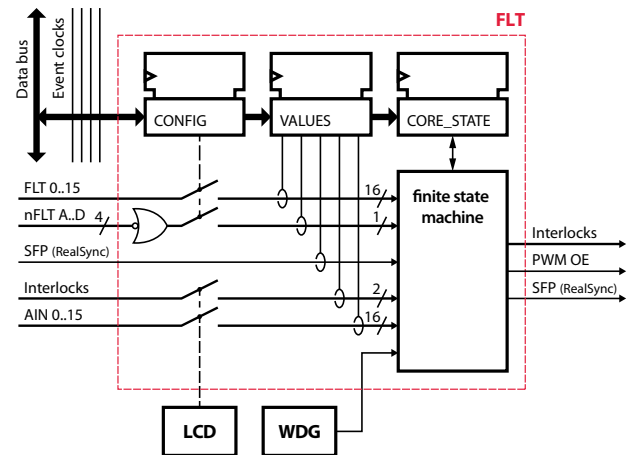 FLT
Data bus
Event clocks
CONFIG
VALUES
CORE_STATE
FLT 0..15
16
finite state
machine
nFLT A..D
4
1
SFP (RealSync)
Interlocks
2
AIN 0..15
16
Interlocks
PWM OE
SFP (RealSync)
LCD
WDG